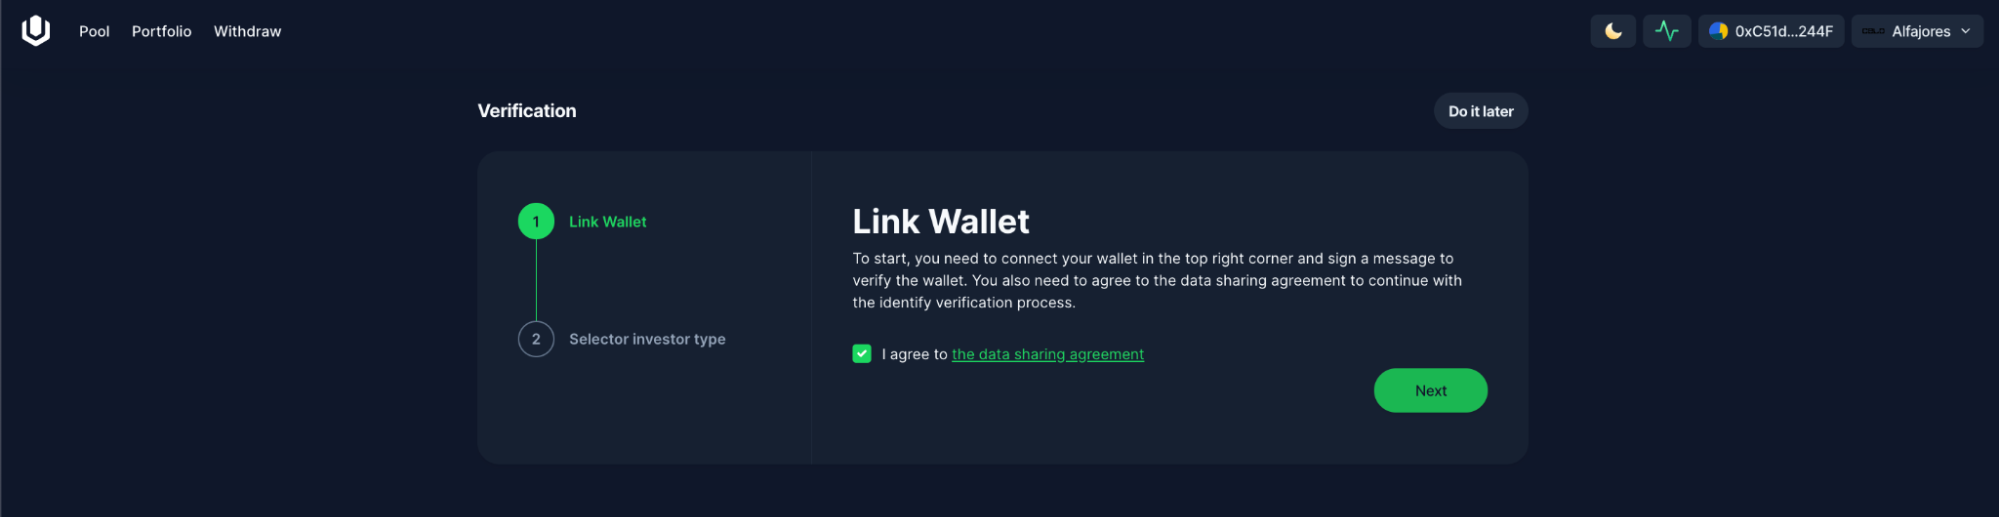 Pool Portfolio Withdraw 0xC51d...244F Alfajores
Verification Do it later
1 Link Wallet
2 Selector investor type
Link Wallet
To start, you need to connect your wallet in the top right corner and sign a message to
verify the wallet. You also need to agree to the data sharing agreement to continue with
the identify verification process.
I agree to the data sharing agreement
Next